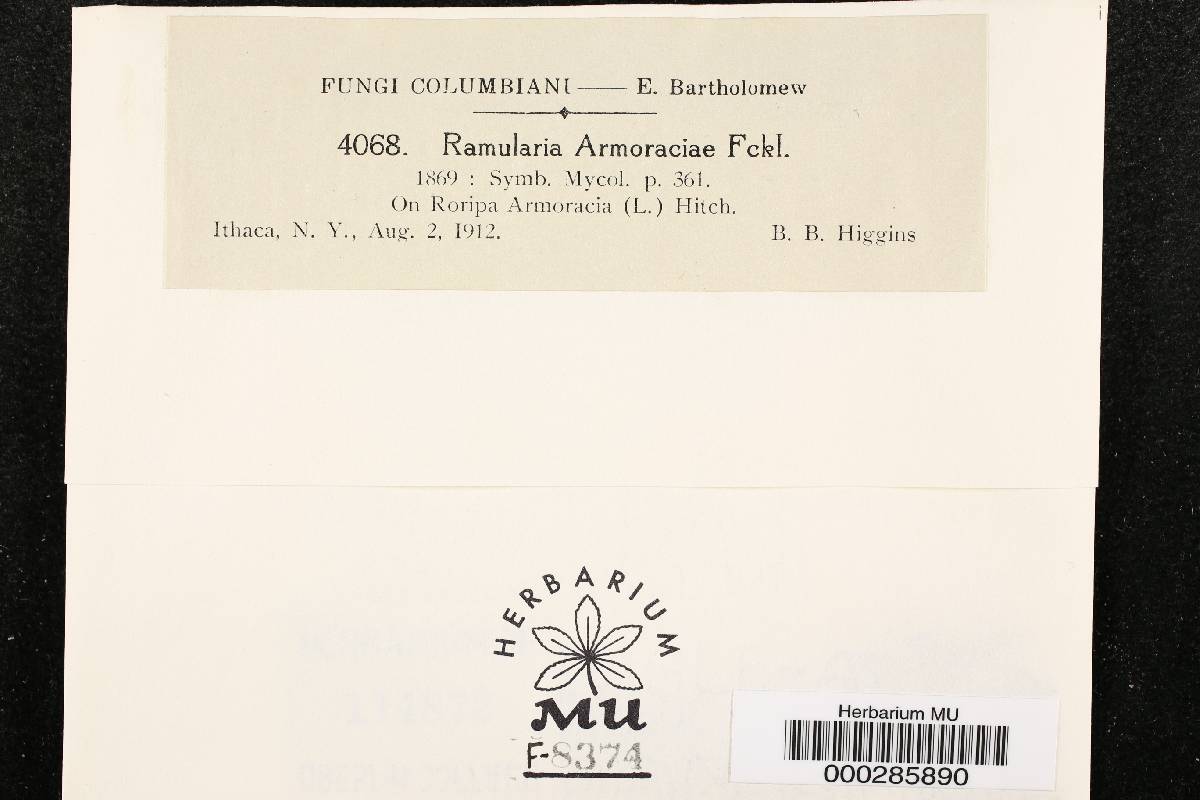 FUNGI COLUMBIANI —— E. Bartholomew
4068. Ramularia Armoraciae Fckl.
1869 : Symb. Mycol. p. 361.
On Roripa Armoracia (L.) Hitch.
Ithaca, N. Y., Aug. 2, 1912. B. B. Higgins
HERBARIUM
MU
F-8374
Herbarium MU
000285890